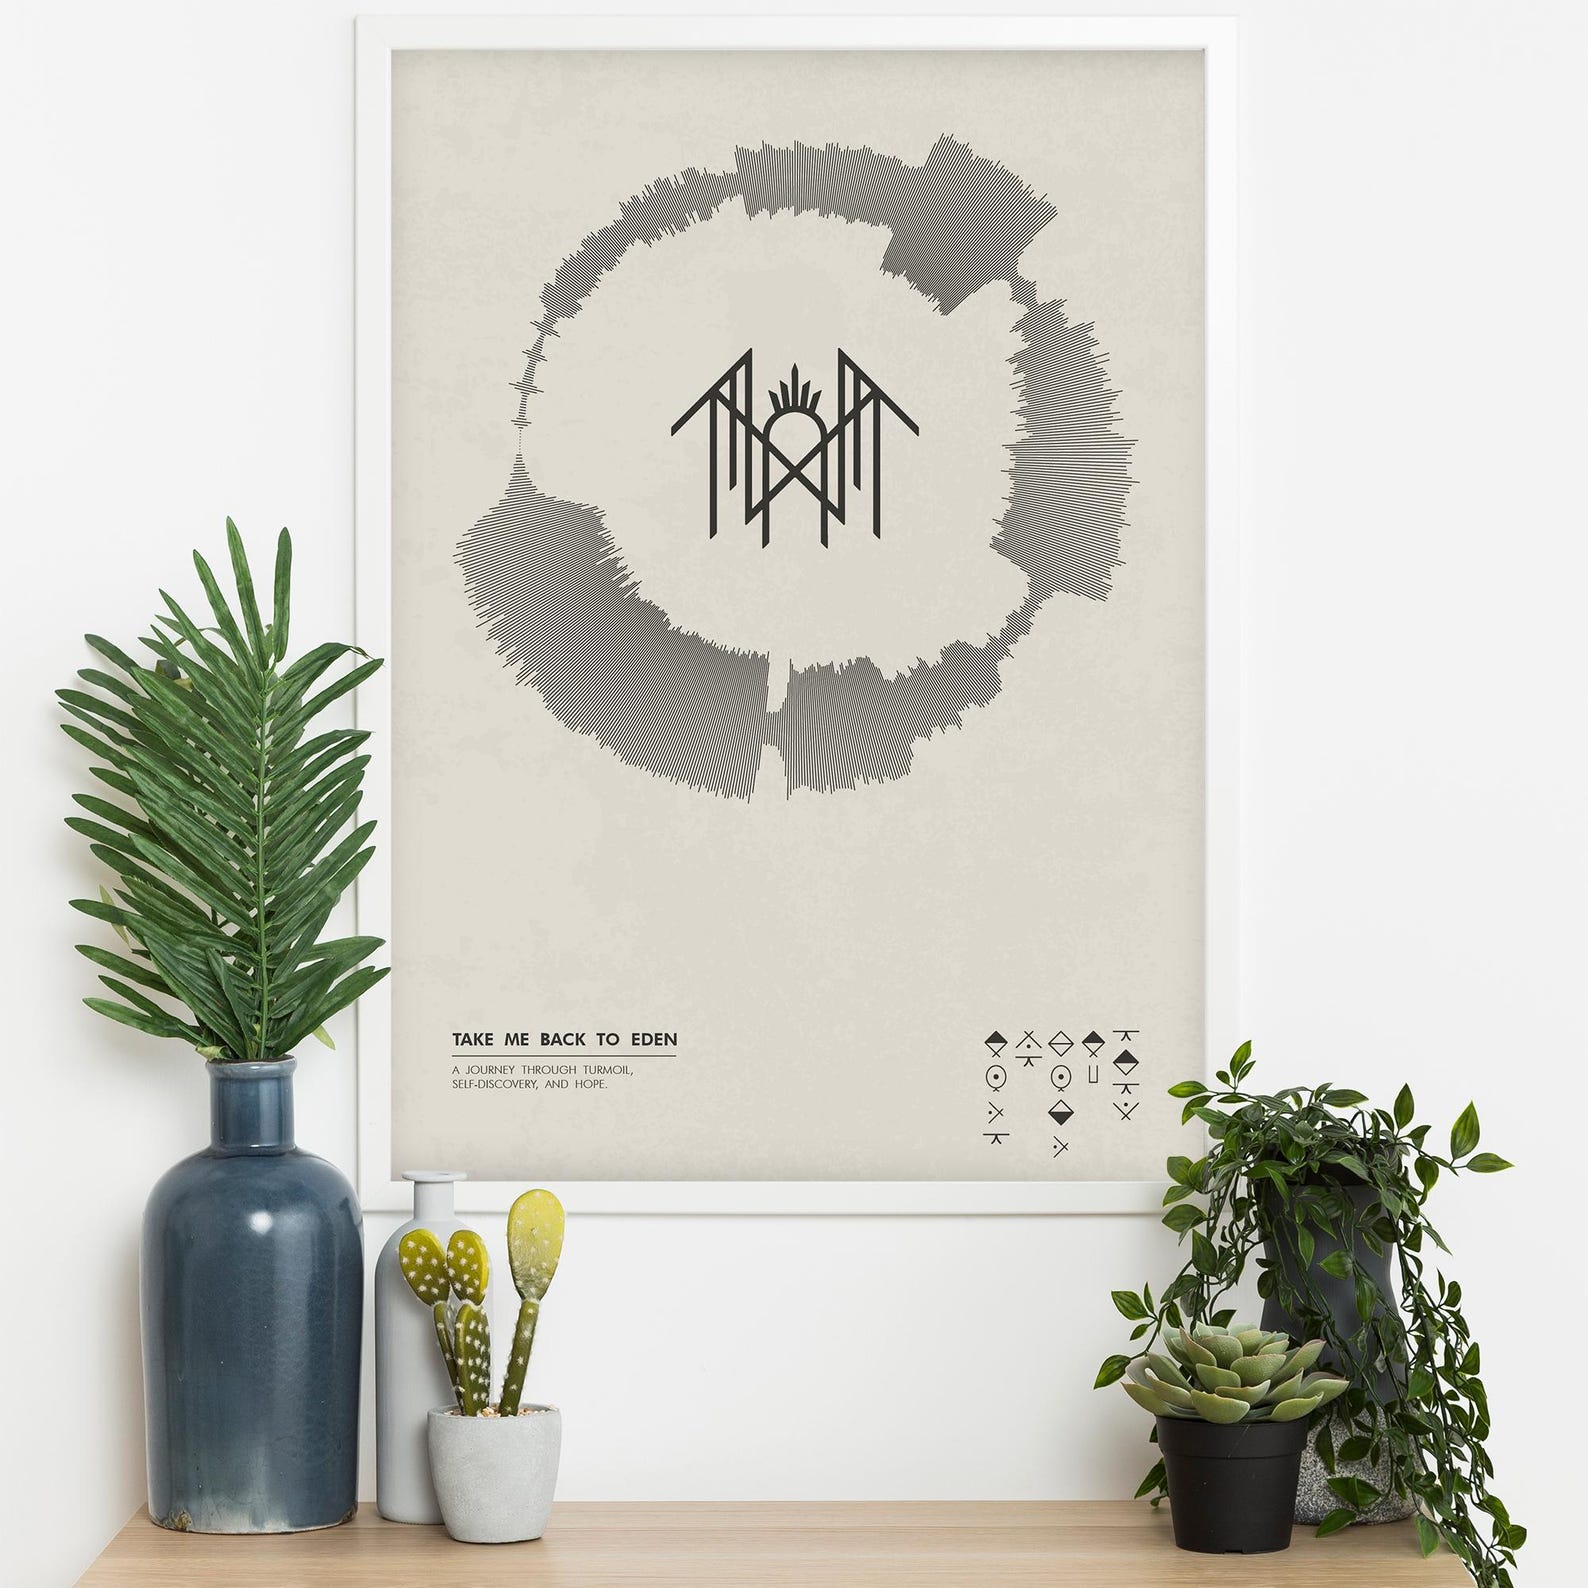 TAKE ME BACK TO EDEN
A JOURNEY THROUGH TURMOIL,
SELF-DISCOVERY, AND HOPE.